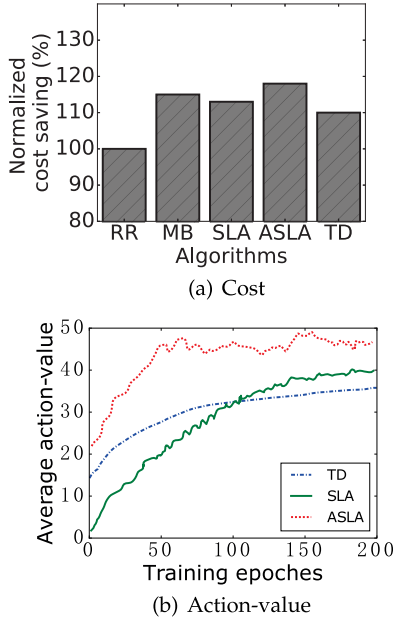 130
120
110
100
90
80
Normalized
cost saving (%)
RR MB SLA ASLA TD
Algorithms
(a) Cost
50
40
30
20
10
0
Average action-value
TD
SLA
ASLA
0 50 100 150 200
Training epoches
(b) Action-value